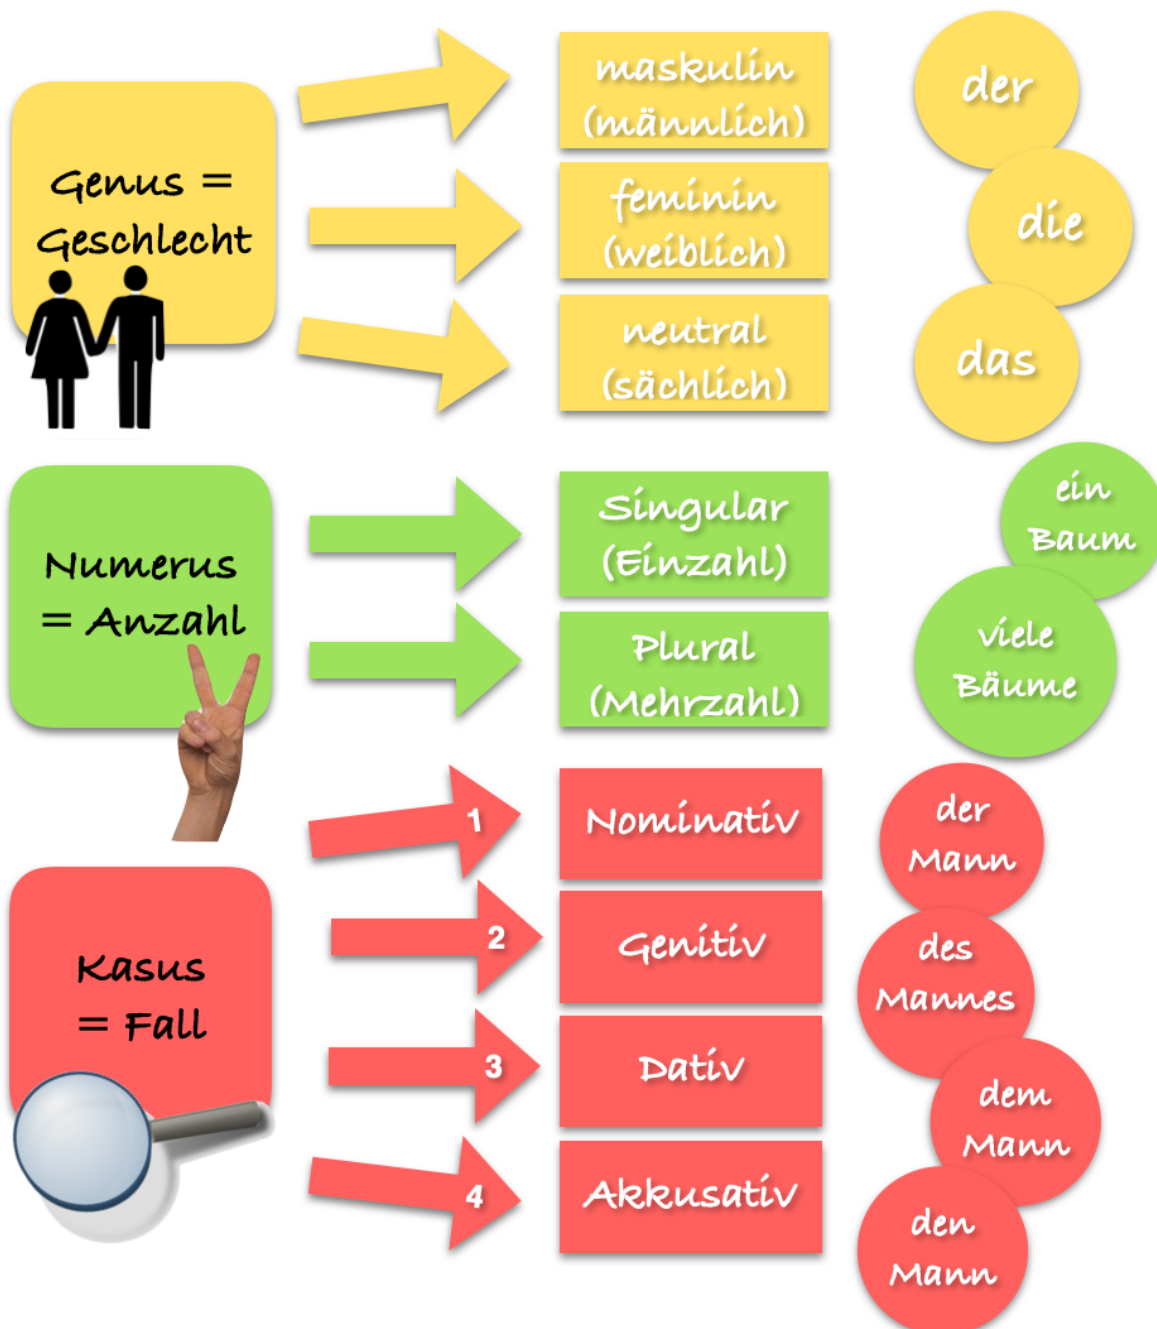 Genus =
Geschlecht
maskulin
(männlich)
der
feminin
(weiblich)
die
neutral
(sächlich)
das
Numerus
= Anzahl
Singular
(Einzahl)
ein
Baum
Plural
(Mehrzahl)
viele
Bäume
Kasus
= Fall
1
Nominativ
der
Mann
2
Genitiv
des
Mannes
3
Dativ
dem
Mann
4
Akkusativ
den
Mann